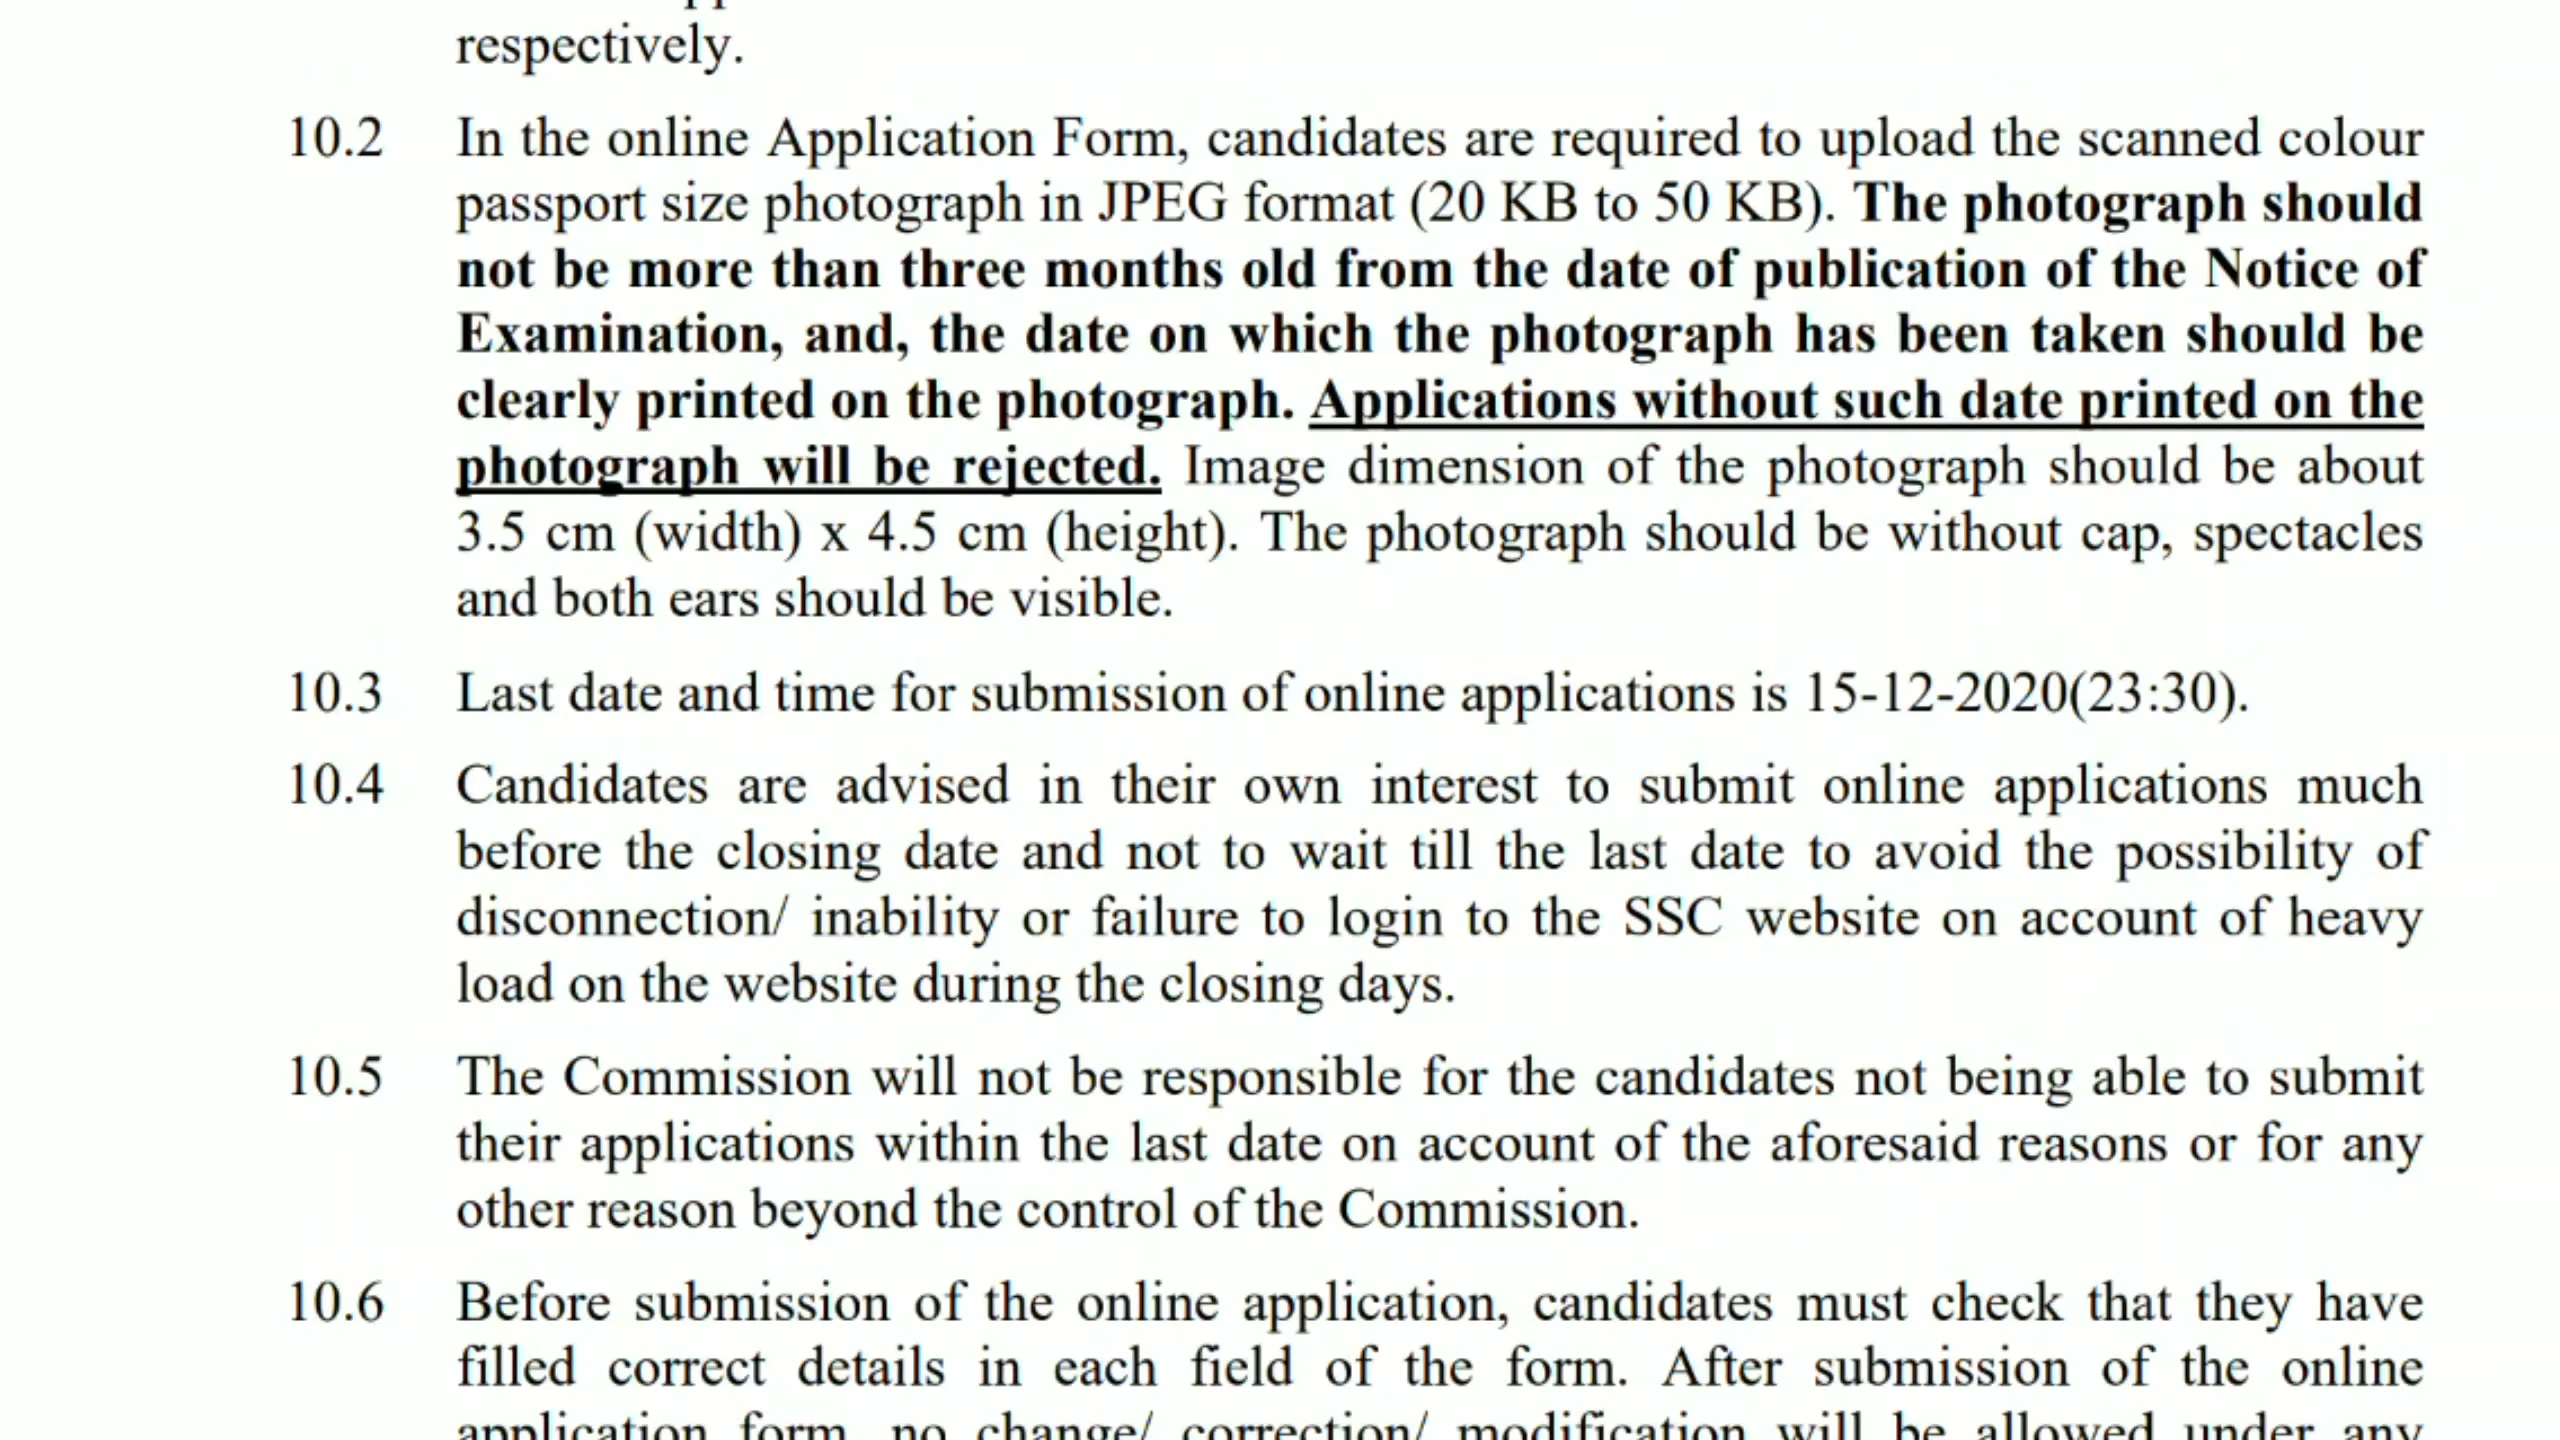 respectively.
10.2 In the online Application Form, candidates are required to upload the scanned colour
passport size photograph in JPEG format (20 KB to 50 KB). The photograph should
not be more than three months old from the date of publication of the Notice of
Examination, and, the date on which the photograph has been taken should be
clearly printed on the photograph. Applications without such date printed on the
photograph will be rejected. Image dimension of the photograph should be about
3.5 cm (width) x 4.5 cm (height). The photograph should be without cap, spectacles
and both ears should be visible.
10.3 Last date and time for submission of online applications is 15-12-2020(23:30).
10.4 Candidates are advised in their own interest to submit online applications much
before the closing date and not to wait till the last date to avoid the possibility of
disconnection/ inability or failure to login to the SSC website on account of heavy
load on the website during the closing days.
10.5 The Commission will not be responsible for the candidates not being able to submit
their applications within the last date on account of the aforesaid reasons or for any
other reason beyond the control of the Commission.
10.6 Before submission of the online application, candidates must check that they have
filled correct details in each field of the form. After submission of the online
application form, no change/ correction/ modification will be allowed under any